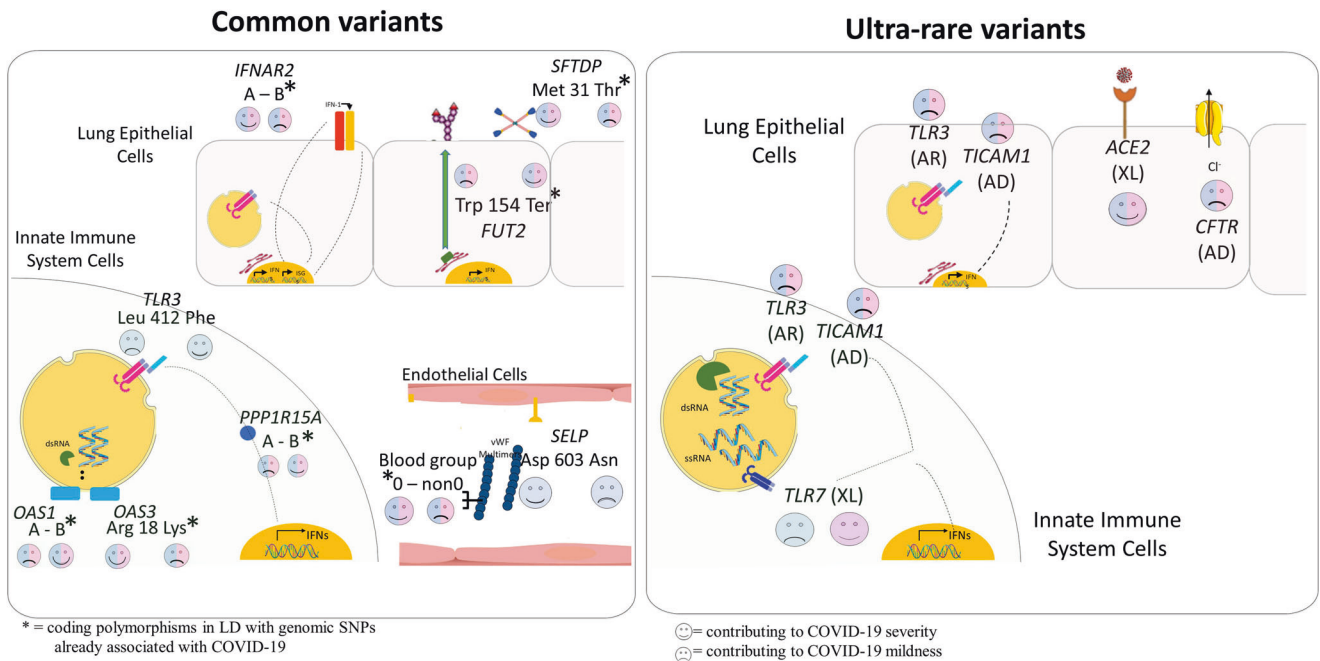 Common variants
IFNAR2
A – B*
IFN-1
SFTDP
Met 31 Thr*
Lung Epithelial
Cells
Trp 154 Ter*
FUT2
IFN
ISG
IFN
Innate Immune
System Cells
TLR3
Leu 412 Phe
dsRNA
PPP1R15A
A - B*
OAS1
A - B*
OAS3
Arg 18 Lys*
IFNs
Endothelial Cells
vWF
Multimer
SELP
Asp 603 Asn
Blood group
*0 – non0
* = coding polymorphisms in LD with genomic SNPs
already associated with COVID-19
Ultra-rare variants
Lung Epithelial
Cells
TLR3
(AR)
TICAM1
(AD)
IFN
ACE2
(XL)
Cl-
CFTR
(AD)
TLR3
(AR)
TICAM1
(AD)
dsRNA
ssRNA
TLR7 (XL)
IFNs
Innate Immune
System Cells
= contributing to COVID-19 severity
= contributing to COVID-19 mildness